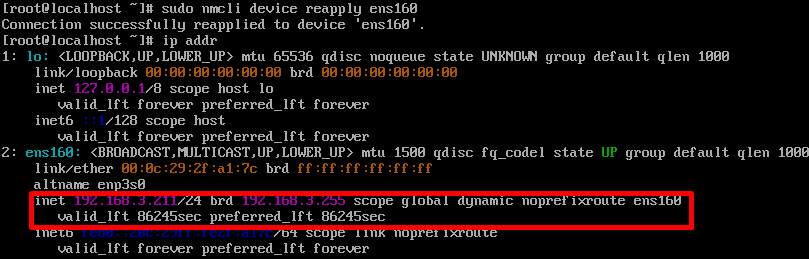 [root@localhost ~]# sudo nmcli device reapply ens160
Connection successfully reapplied to device 'ens160'.
[root@localhost ~]# ip addr
1: lo: <LOOPBACK,UP,LOWER_UP> mtu 65536 qdisc noqueue state UNKNOWN group default qlen 1000
link/loopback 00:00:00:00:00:00 brd 00:00:00:00:00:00
inet 127.0.0.1/8 scope host lo
valid_lft forever preferred_lft forever
inet6 ::1/128 scope host
valid_lft forever preferred_lft forever
2: ens160: <BROADCAST,MULTICAST,UP,LOWER_UP> mtu 1500 qdisc fq_codel state UP group default qlen 1000
link/ether 00:0c:29:2f:a1:7c brd ff:ff:ff:ff:ff:ff
altname enp3s0
inet 192.168.3.211/24 brd 192.168.3.255 scope global dynamic noprefixroute ens160
valid_lft 86245sec preferred_lft 86245sec
inet6 fe80::20c:29ff:fe2f:a17c/64 scope link noprefixroute
valid_lft forever preferred_lft forever